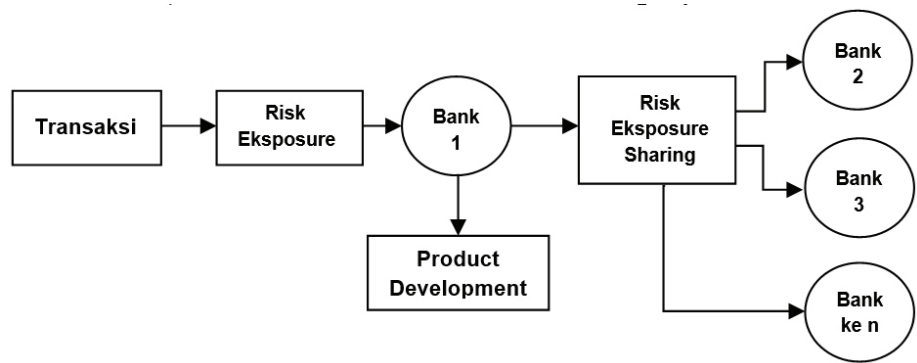 Transaksi
Risk
Eksposure
Bank
1
Product
Development
Risk
Eksposure
Sharing
Bank
2
Bank
3
Bank
ke n